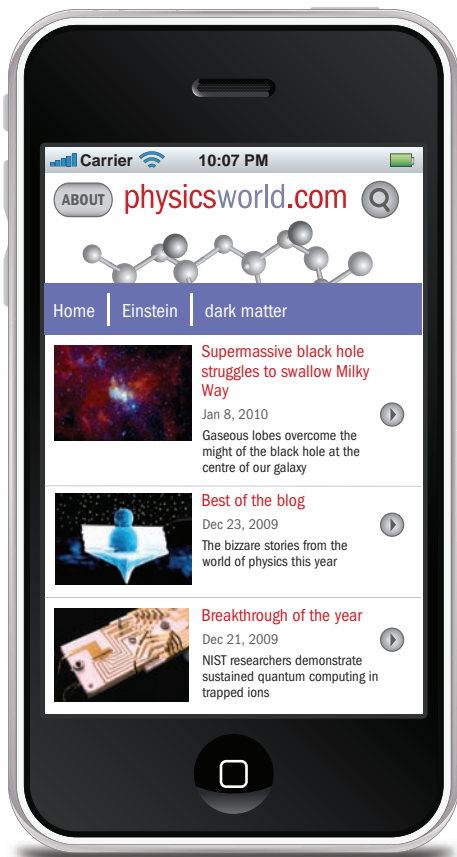 Carrier 10:07 PM
ABOUT physicsworld.com
Home Einstein dark matter
Supermassive black hole
struggles to swallow Milky
Way
Jan 8, 2010
Gaseous lobes overcome the
might of the black hole at the
centre of our galaxy
Best of the blog
Dec 23, 2009
The bizzare stories from the
world of physics this year
Breakthrough of the year
Dec 21, 2009
NIST researchers demonstrate
sustained quantum computing in
trapped ions